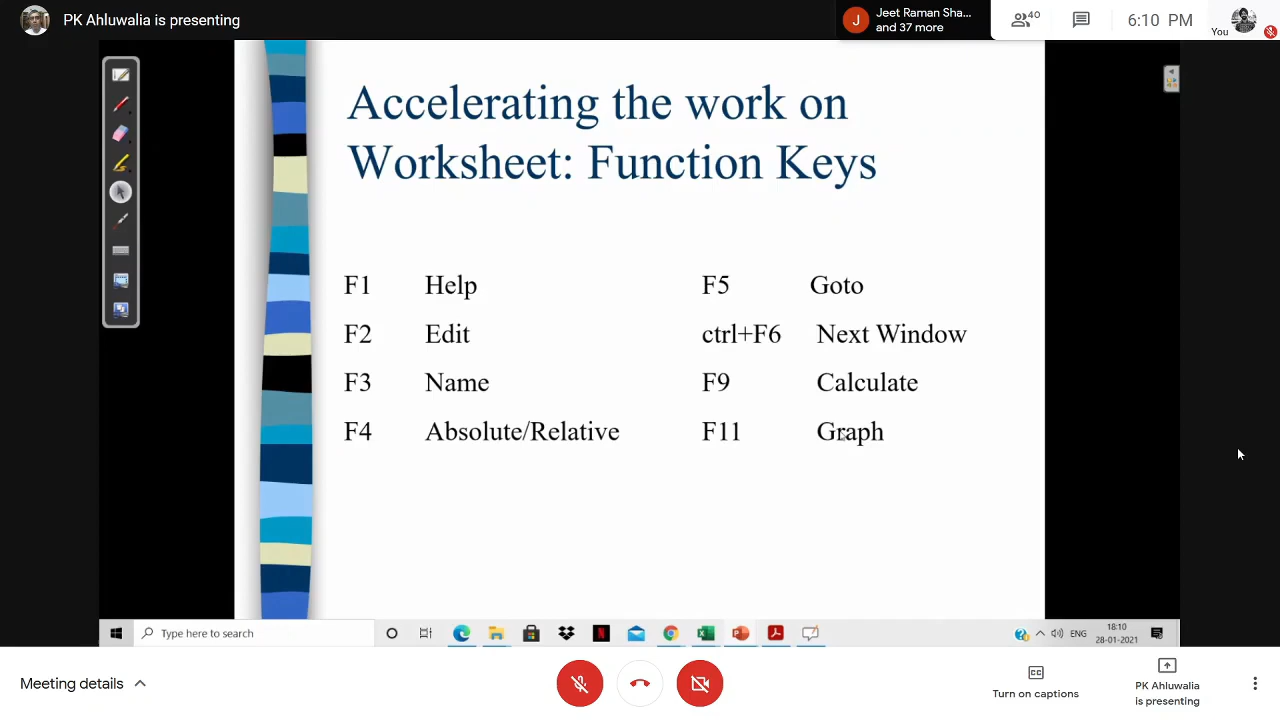 PK Ahluwalia is presenting
J
Jeet Raman Sha...
and 37 more
40
6:10 PM
You
Accelerating the work on
Worksheet: Function Keys
F1 Help F5 Goto
F2 Edit ctrl+F6 Next Window
F3 Name F9 Calculate
F4 Absolute/Relative F11 Graph
Type here to search
ENG
18:10
28-01-2021
Meeting details
CC
Turn on captions
PK Ahluwalia
is presenting